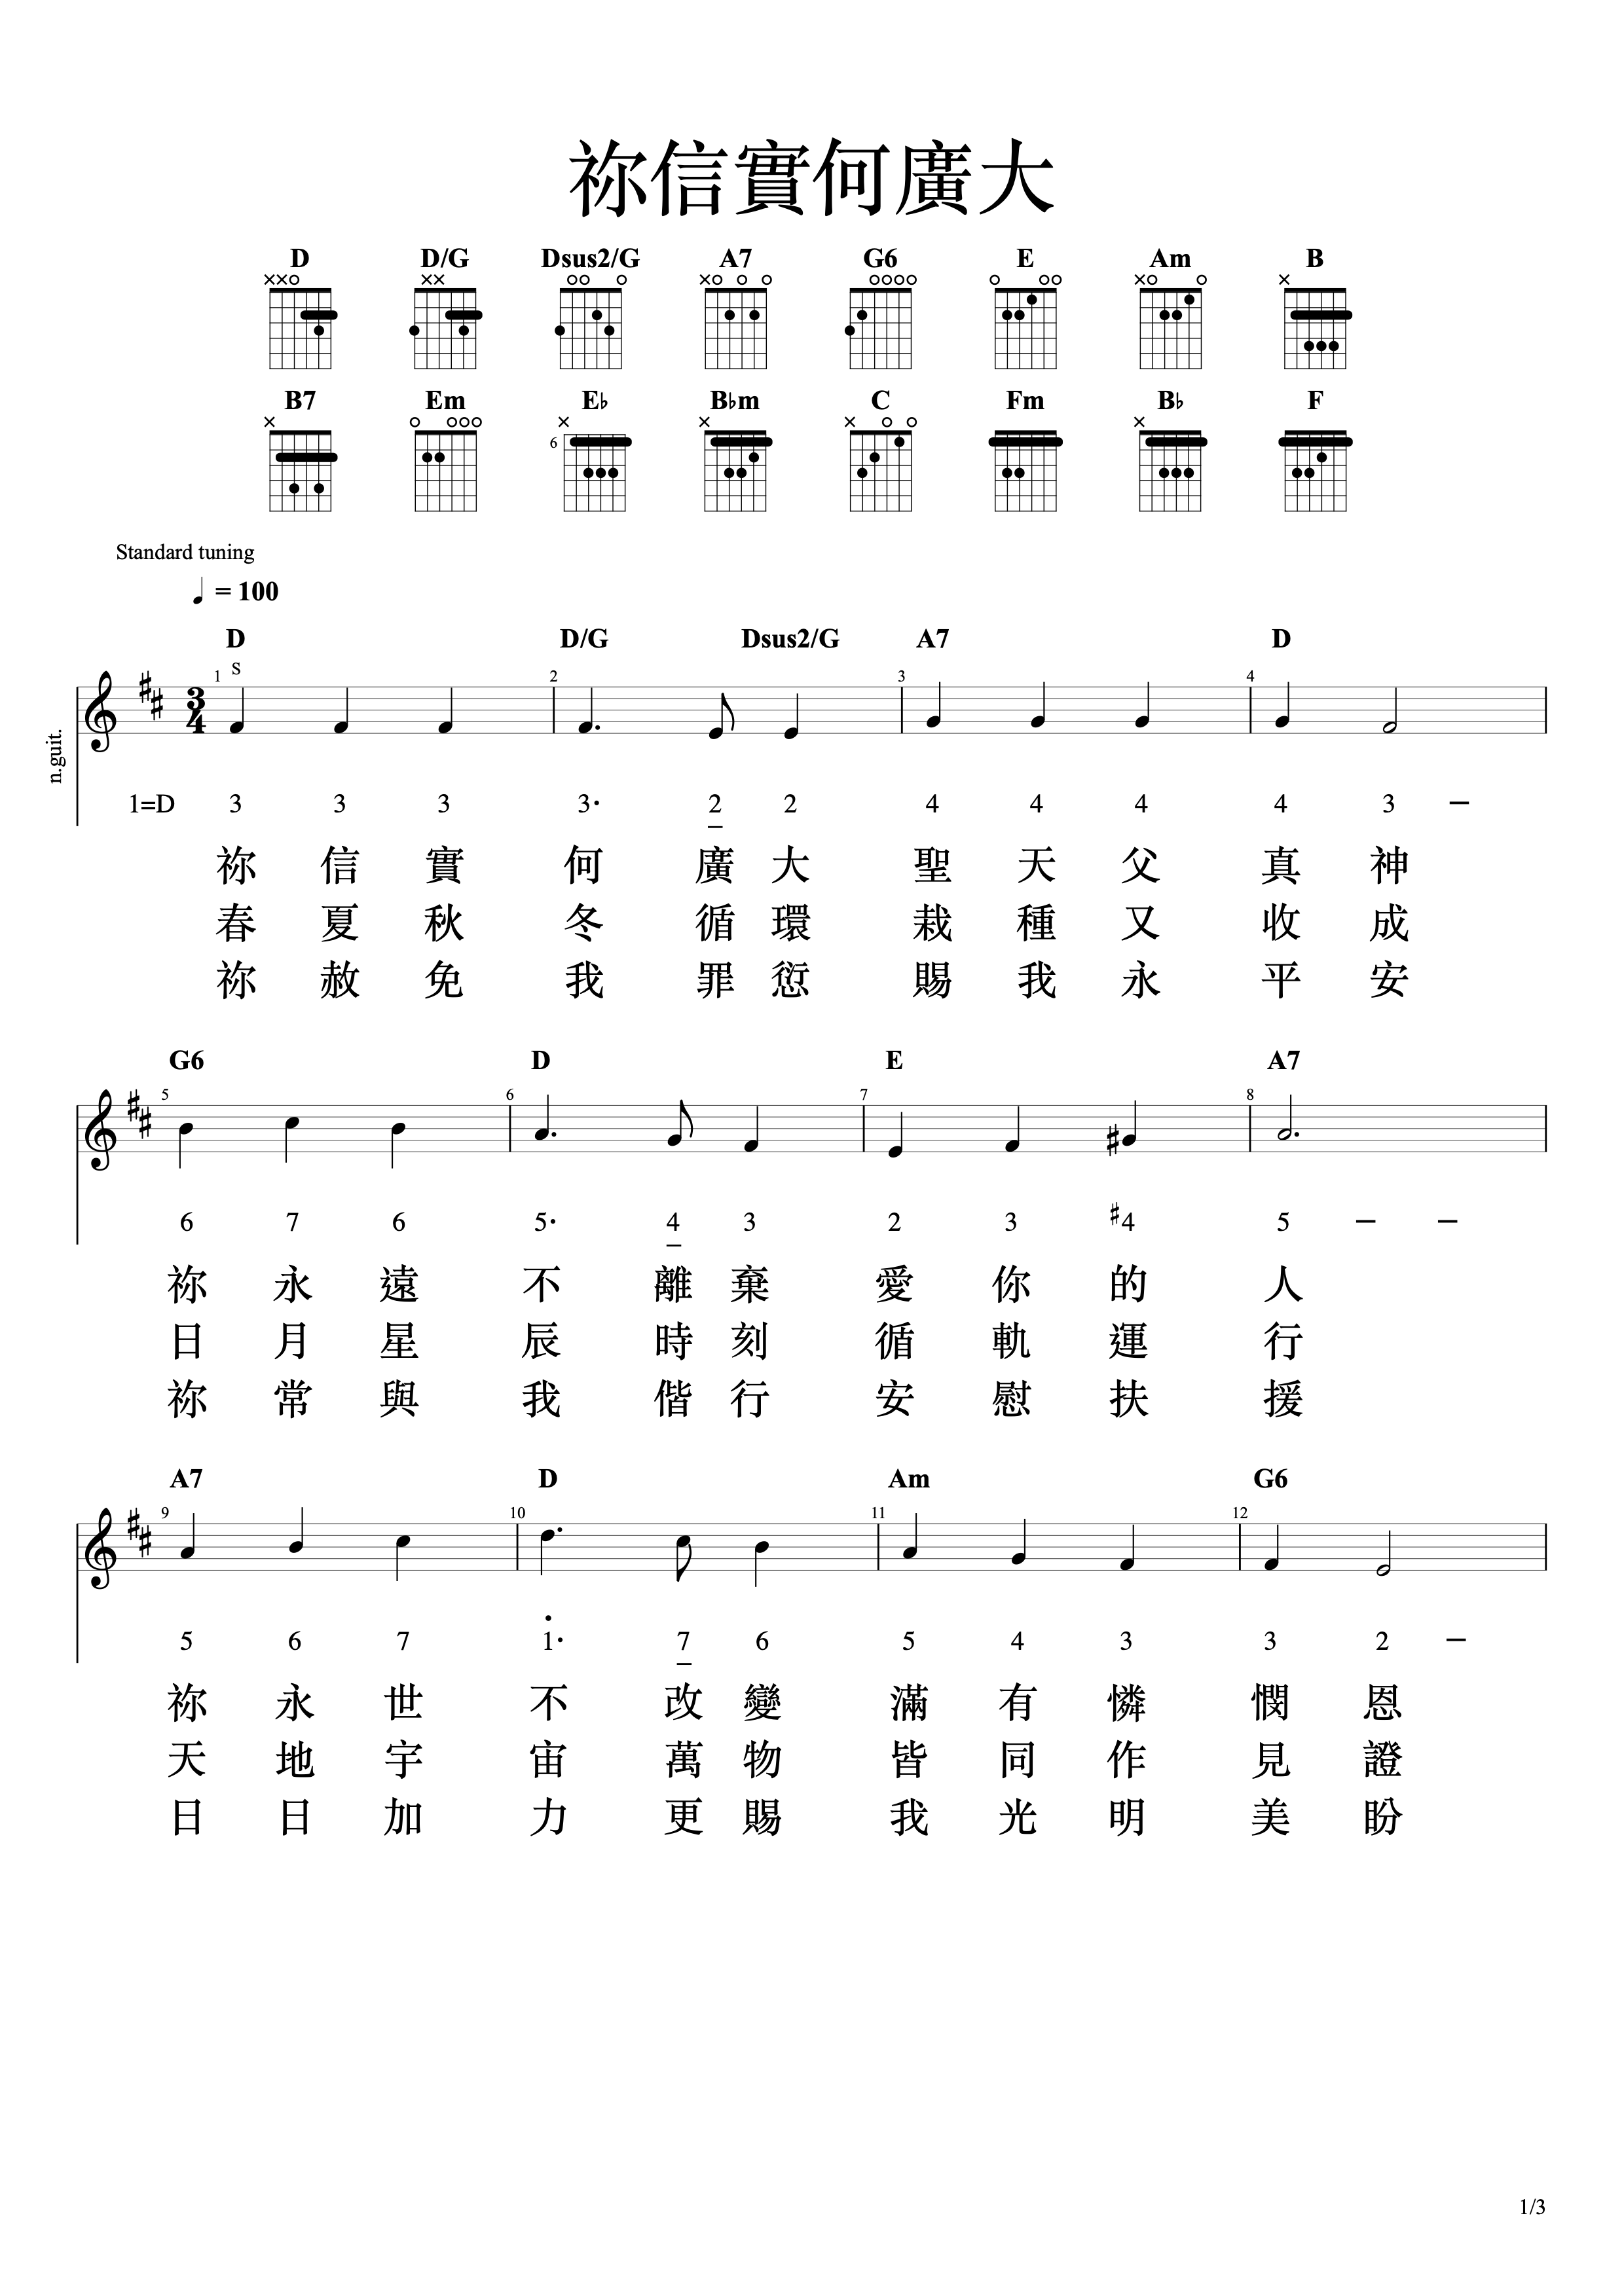 祢信實何廣大
D D/G Dsus2/G A7 G6 E Am B
B7 Em E♭ B♭m C Fm B♭ F
6
Standard tuning
♩ = 100
D D/G Dsus2/G A7 D
S
1 2 3 4
3/4
n.guit.
1=D 3 3 3 3· 2 2 4 4 4 4 3 −
祢 信 實 何 廣 大 聖 天 父 真 神
春 夏 秋 冬 循 環 栽 種 又 收 成
祢 赦 免 我 罪 愆 賜 我 永 平 安
G6 D E A7
5 6 7 8
6 7 6 5· 4 3 2 3 #4 5 − −
祢 永 遠 不 離 棄 愛 你 的 人
日 月 星 辰 時 刻 循 軌 運 行
祢 常 與 我 偕 行 安 慰 扶 援
A7 D Am G6
9 10 11 12
5 6 7 1̇· 7 6 5 4 3 3 2 −
祢 永 世 不 改 變 滿 有 憐 憫 恩
天 地 宇 宙 萬 物 皆 同 作 見 證
日 日 加 力 更 賜 我 光 明 美 盼
1/3